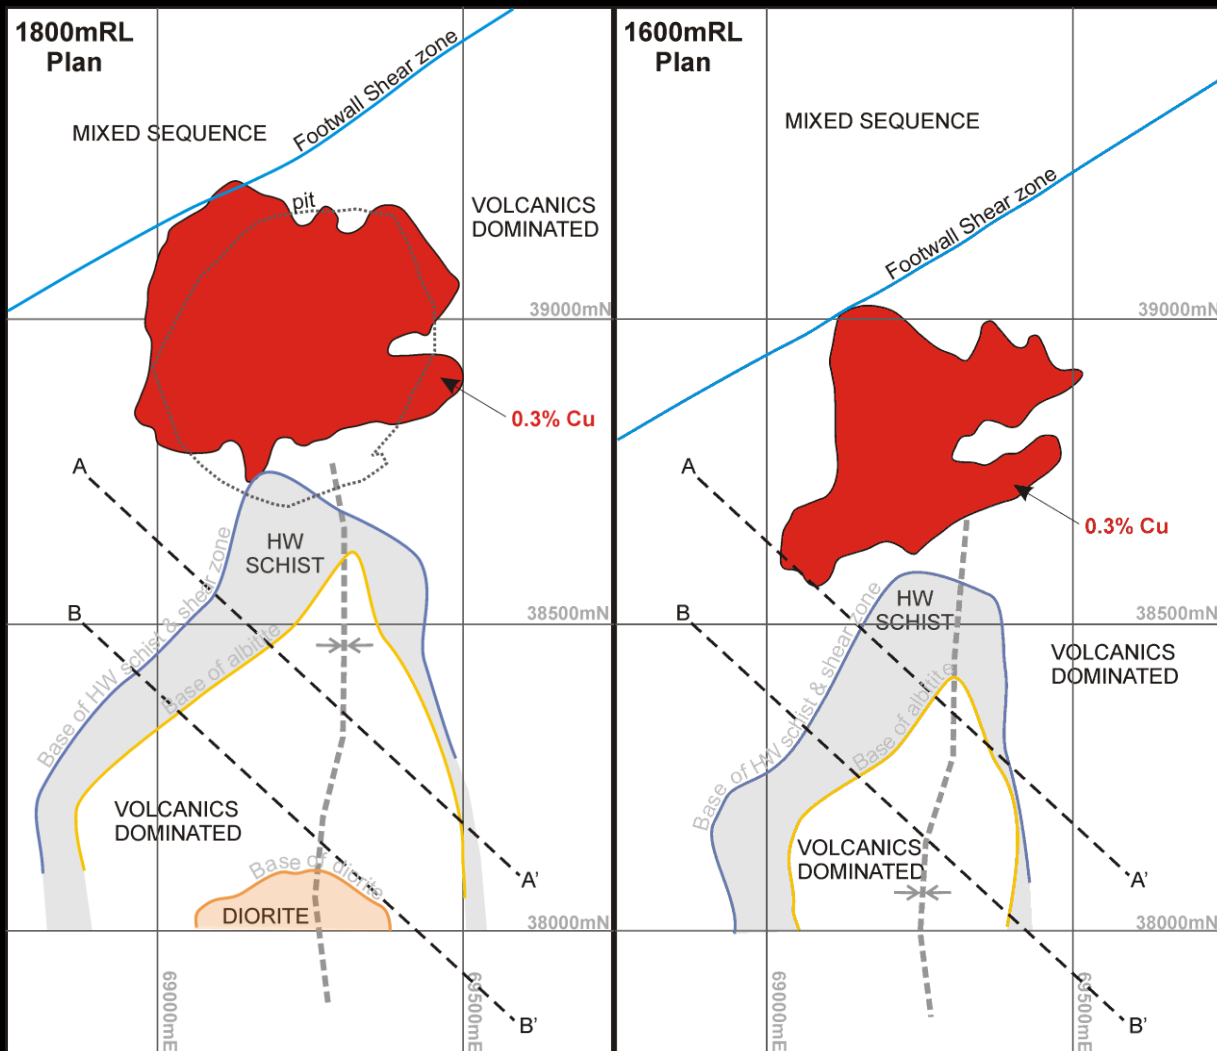 1800mRL
Plan
Footwall Shear zone
MIXED SEQUENCE
pit
VOLCANICS
DOMINATED
39000mN
0.3% Cu
A
HW
SCHIST
Base of HW schist & shear zone
B
38500mN
Base of albitite
VOLCANICS
DOMINATED
Base of diorite
A'
DIORITE
38000mN
69000mE
69500mE
B'
1600mRL
Plan
MIXED SEQUENCE
Footwall Shear zone
39000mN
A
0.3% Cu
HW
SCHIST
B
38500mN
Base of HW schist & shear zone
VOLCANICS
DOMINATED
Base of albitite
VOLCANICS
DOMINATED
A'
38000mN
69000mE
69500mE
B'